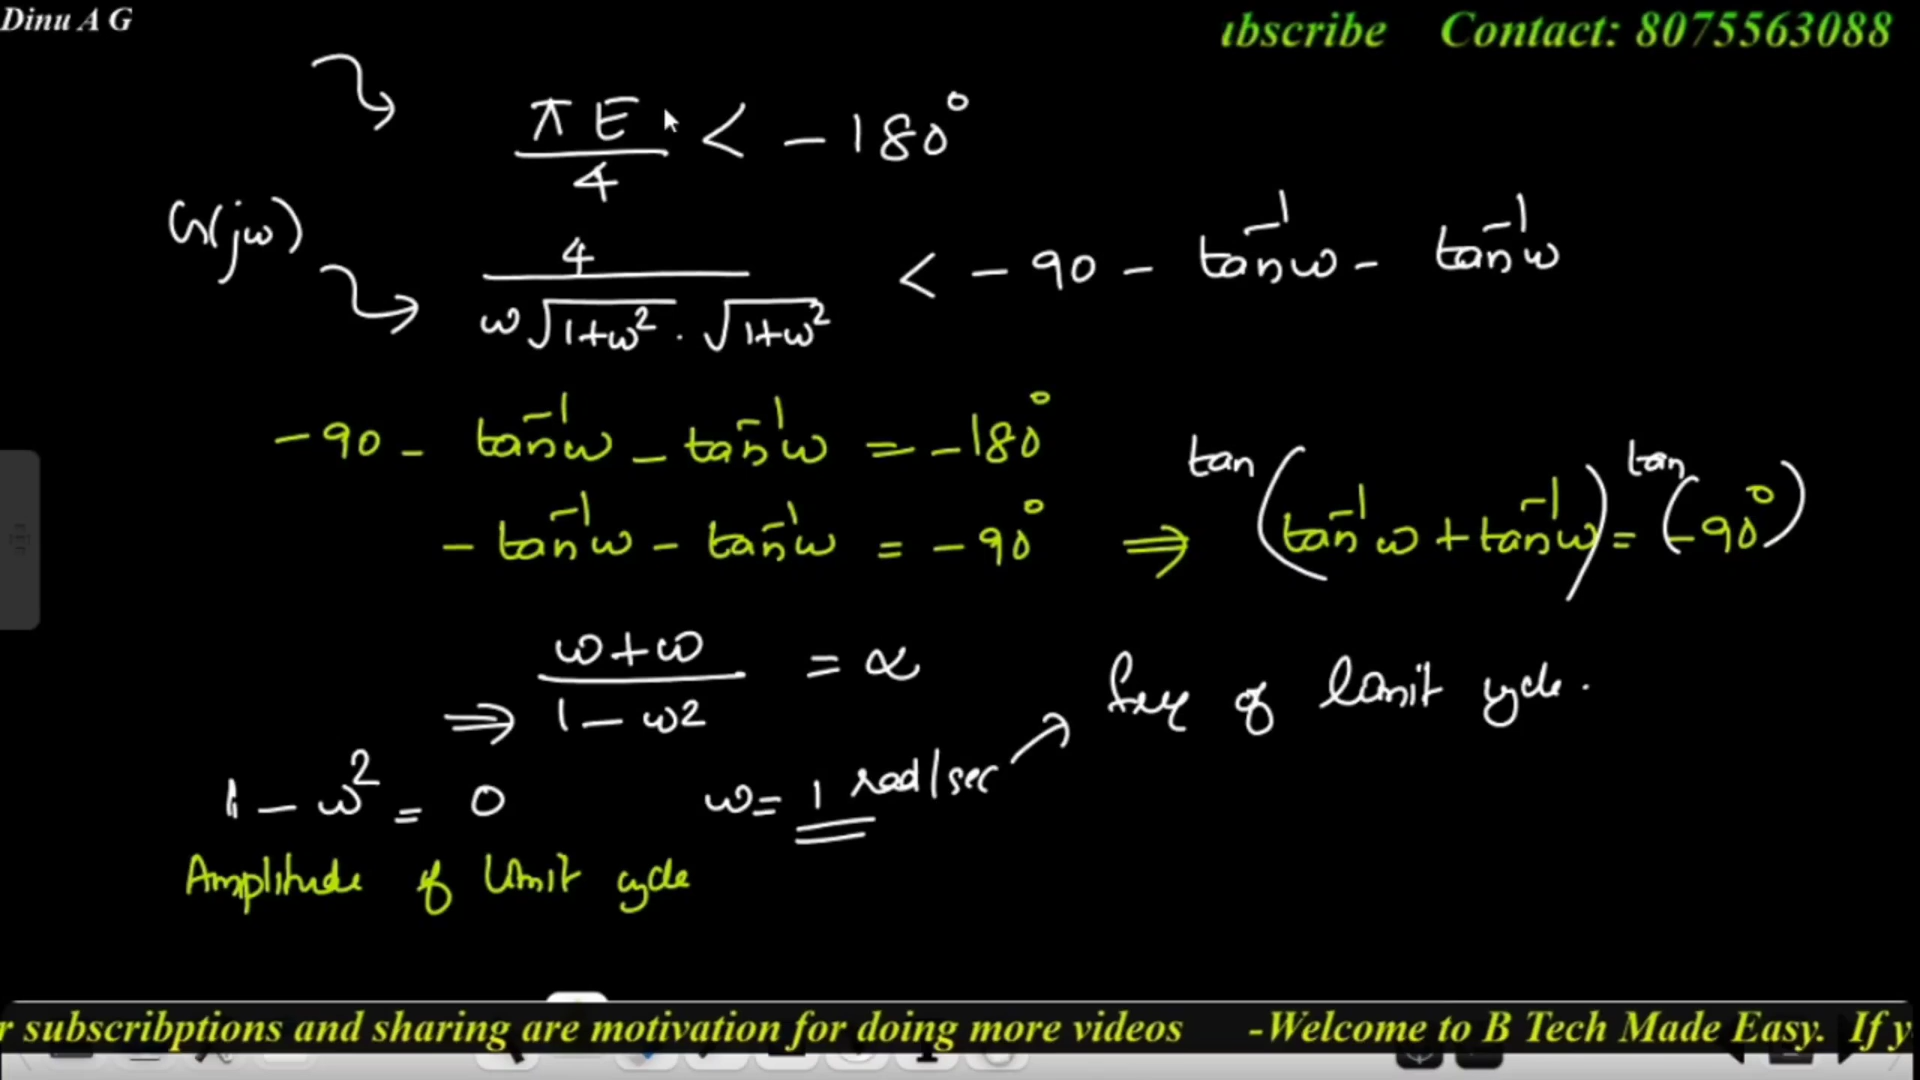 Dinu A G
ubscribe Contact: 8075563088
πE/4 < -180°
G(jω)
4/(ω√(1+ω²) . √(1+ω²)) < -90 - tan⁻¹ω - tan⁻¹ω
-90 - tan⁻¹ω - tan⁻¹ω = -180°
-tan⁻¹ω - tan⁻¹ω = -90° ⇒ tan(tan⁻¹ω + tan⁻¹ω) = tan(-90°)
⇒ (ω+ω)/(1-ω2) = α
1 - ω² = 0 ω = 1 rad/sec of limit cycle.
Amplitude of limit cycle
r subscribptions and sharing are motivation for doing more videos -Welcome to B Tech Made Easy. If y